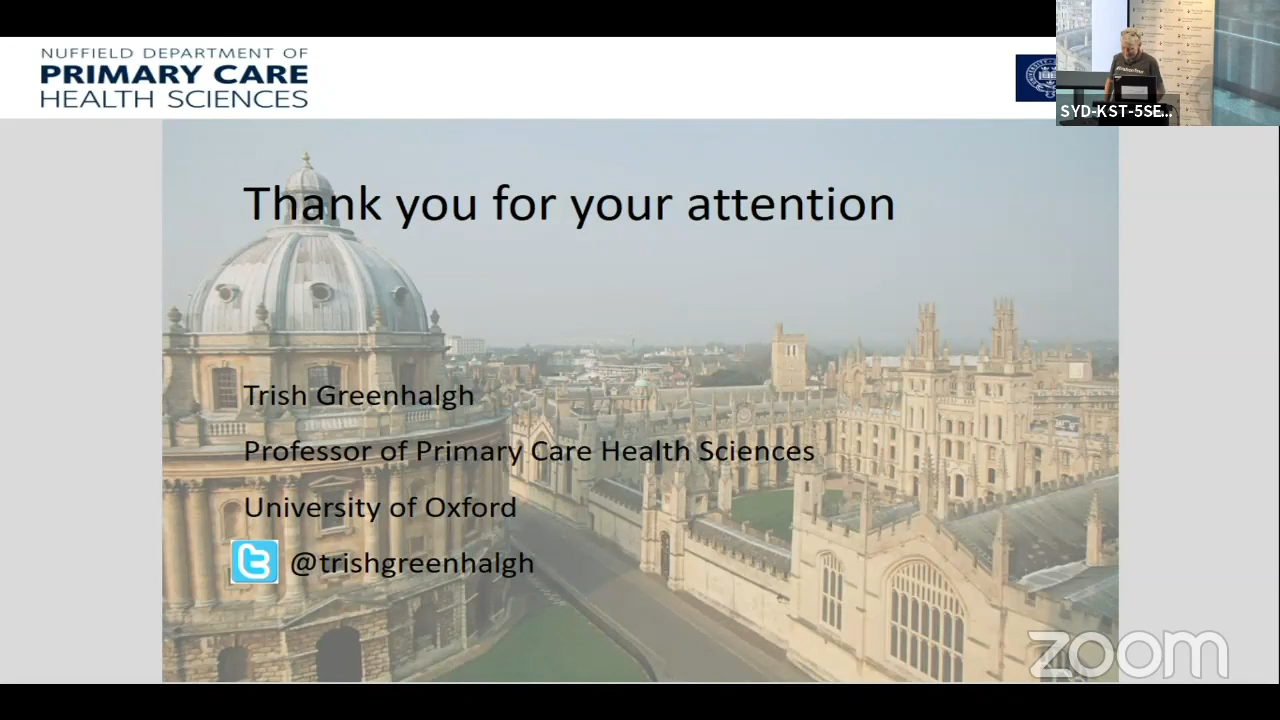 NUFFIELD DEPARTMENT OF
PRIMARY CARE
HEALTH SCIENCES
SYD-KST-5SE...
Thank you for your attention
Trish Greenhalgh
Professor of Primary Care Health Sciences
University of Oxford
@trishgreenhalgh
zoom